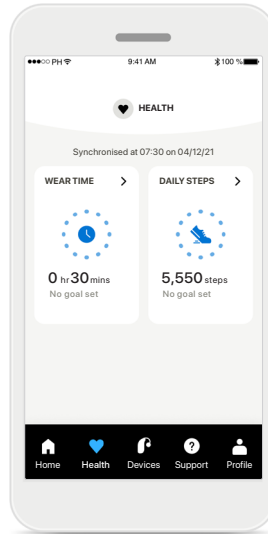 PH 9:41 AM 100 %
HEALTH
Synchronised at 07:30 on 04/12/21
WEAR TIME > DAILY STEPS >
0 hr 30 mins 5,550 steps
No goal set No goal set
Home Health Devices Support Profile